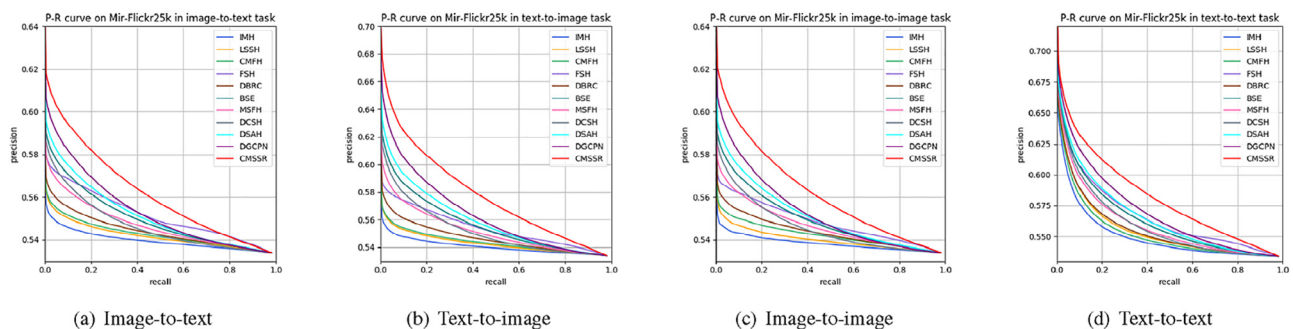 P-R curve on Mir-Flickr25k in image-to-text task
0.64
0.62
0.60
0.58
0.56
0.54
precision
0.0 0.2 0.4 0.6 0.8 1.0
recall
IMH
LSSH
CMFH
FSH
DBRC
BSE
MSFH
DCSH
DSAH
DGCPN
CMSSR
(a) Image-to-text
P-R curve on Mir-Flickr25k in text-to-image task
0.70
0.68
0.66
0.64
0.62
0.60
0.58
0.56
0.54
precision
0.0 0.2 0.4 0.6 0.8 1.0
recall
IMH
LSSH
CMFH
FSH
DBRC
BSE
MSFH
DCSH
DSAH
DGCPN
CMSSR
(b) Text-to-image
P-R curve on Mir-Flickr25k in image-to-image task
0.64
0.62
0.60
0.58
0.56
0.54
precision
0.0 0.2 0.4 0.6 0.8 1.0
recall
IMH
LSSH
CMFH
FSH
DBRC
BSE
MSFH
DCSH
DSAH
DGCPN
CMSSR
(c) Image-to-image
P-R curve on Mir-Flickr25k in text-to-text task
0.700
0.675
0.650
0.625
0.600
0.575
0.550
precision
0.0 0.2 0.4 0.6 0.8 1.0
recall
IMH
LSSH
CMFH
FSH
DBRC
BSE
MSFH
DCSH
DSAH
DGCPN
CMSSR
(d) Text-to-text